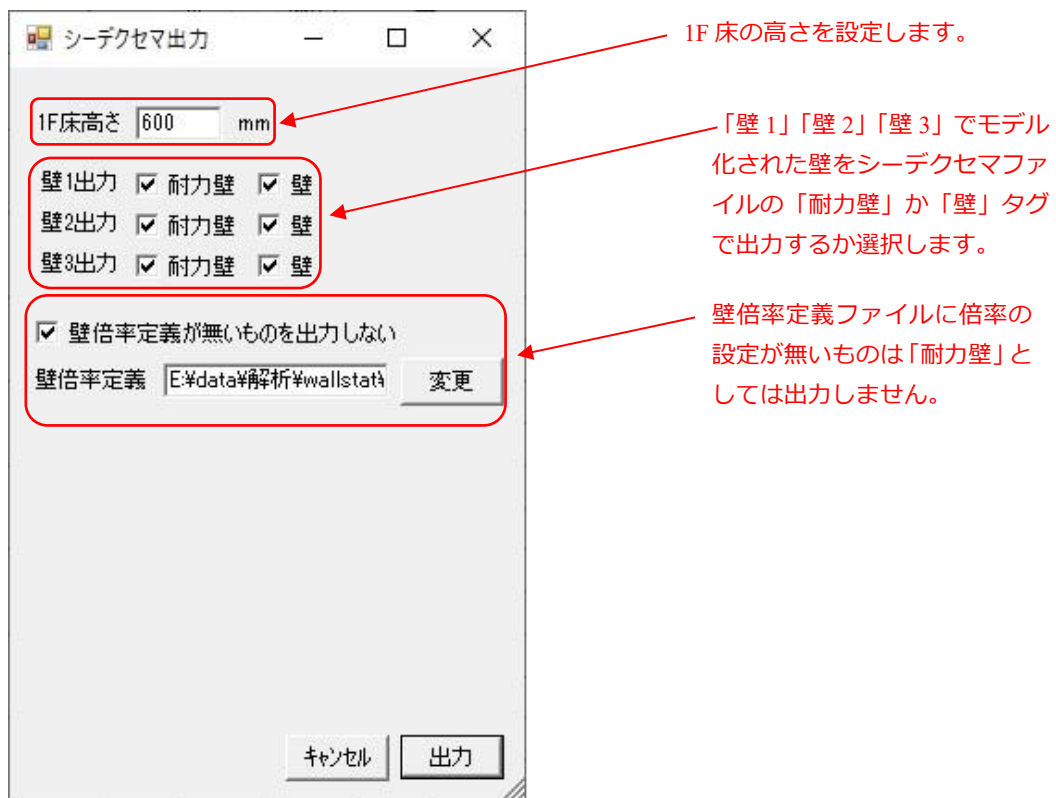 シーデクセマ出力
1F床高さ 600 mm
壁1出力 耐力壁 壁
壁2出力 耐力壁 壁
壁3出力 耐力壁 壁
壁倍率定義が無いものを出力しない
壁倍率定義 E:¥data¥解析¥wallstat¥ 変更
キャンセル 出力
1F 床の高さを設定します。
「壁 1」「壁 2」「壁 3」でモデル
化された壁をシーデクセマファ
イルの「耐力壁」か「壁」タグ
で出力するか選択します。
壁倍率定義ファイルに倍率の
設定が無いものは「耐力壁」と
しては出力しません。